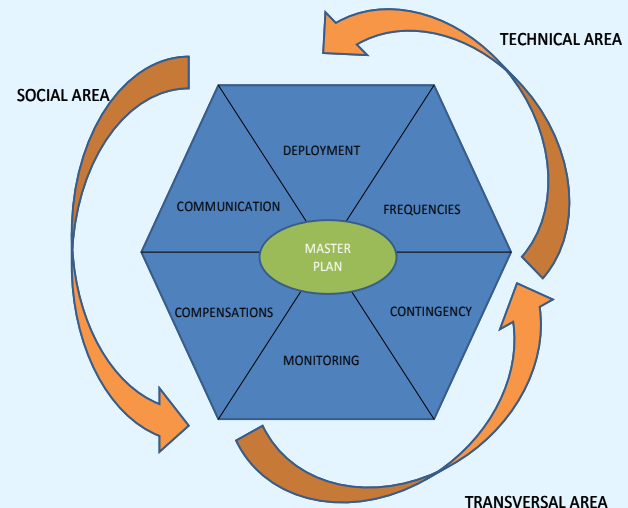 TECHNICAL AREA
SOCIAL AREA
DEPLOYMENT
COMMUNICATION
FREQUENCIES
MASTER
PLAN
COMPENSATIONS
CONTINGENCY
MONITORING
TRANSVERSAL AREA